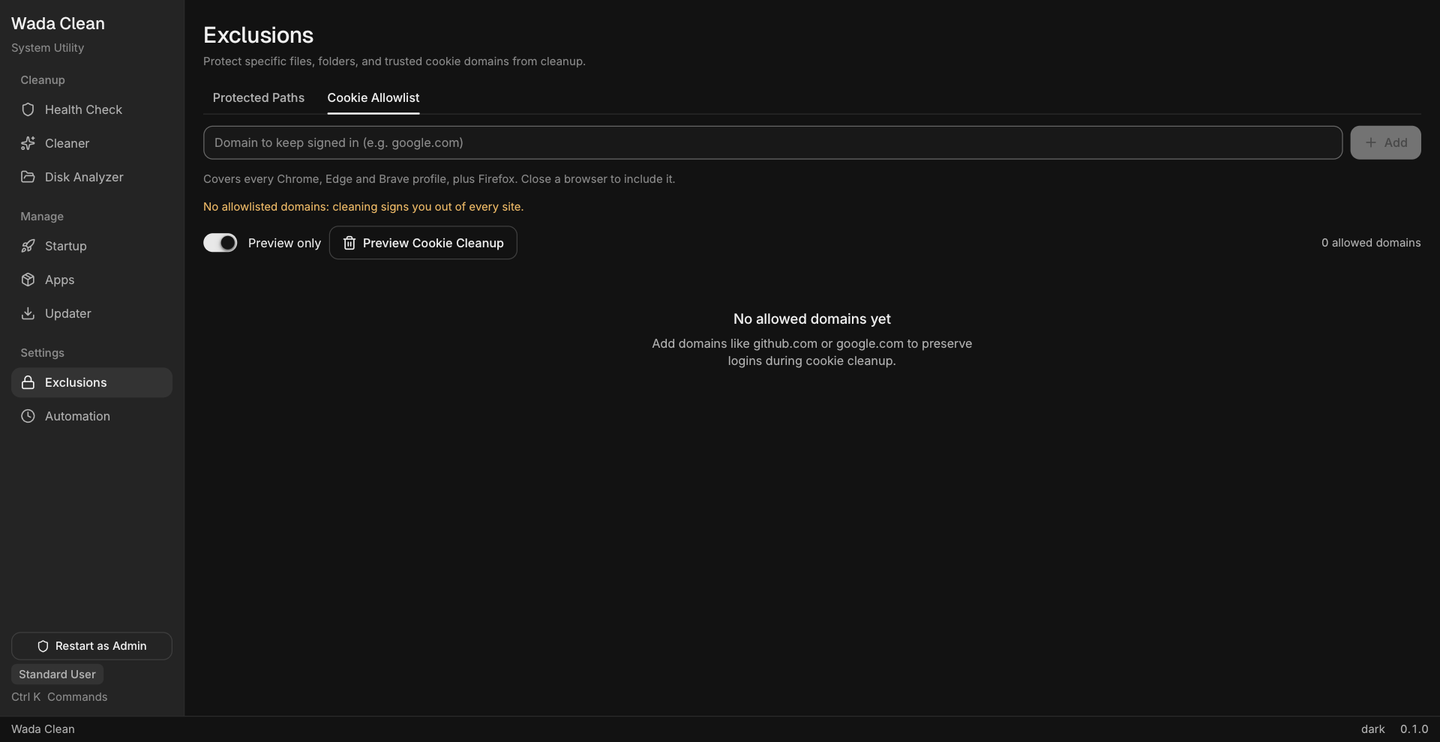 Wada Clean
System Utility
Cleanup
Health Check
Cleaner
Disk Analyzer
Manage
Startup
Apps
Updater
Settings
Exclusions
Automation
Restart as Admin
Standard User
Ctrl K Commands
Exclusions
Protect specific files, folders, and trusted cookie domains from cleanup.
Protected Paths Cookie Allowlist
Domain to keep signed in (e.g. google.com) Add
Covers every Chrome, Edge and Brave profile, plus Firefox. Close a browser to include it.
No allowlisted domains: cleaning signs you out of every site.
Preview only Preview Cookie Cleanup 0 allowed domains
No allowed domains yet
Add domains like github.com or google.com to preserve
logins during cookie cleanup.
Wada Clean dark 0.1.0